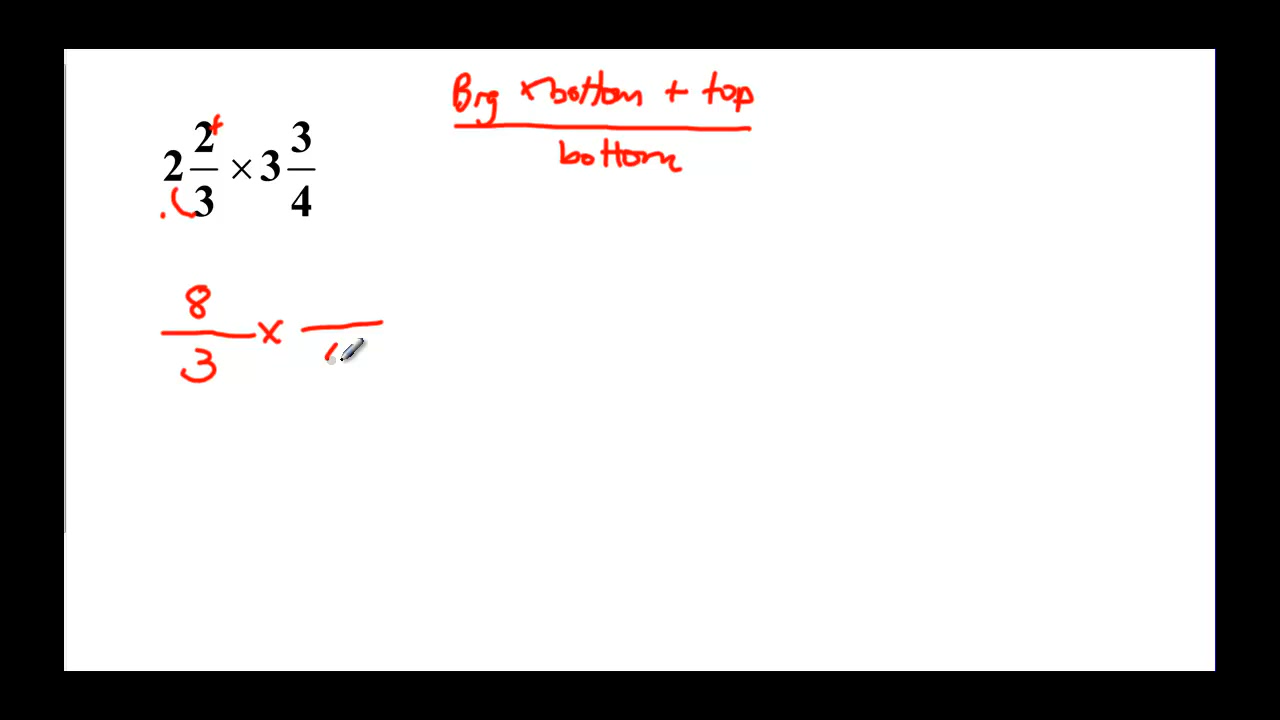 Big × bottom + top
bottom
2 2/3 × 3 3/4
8/3 ×